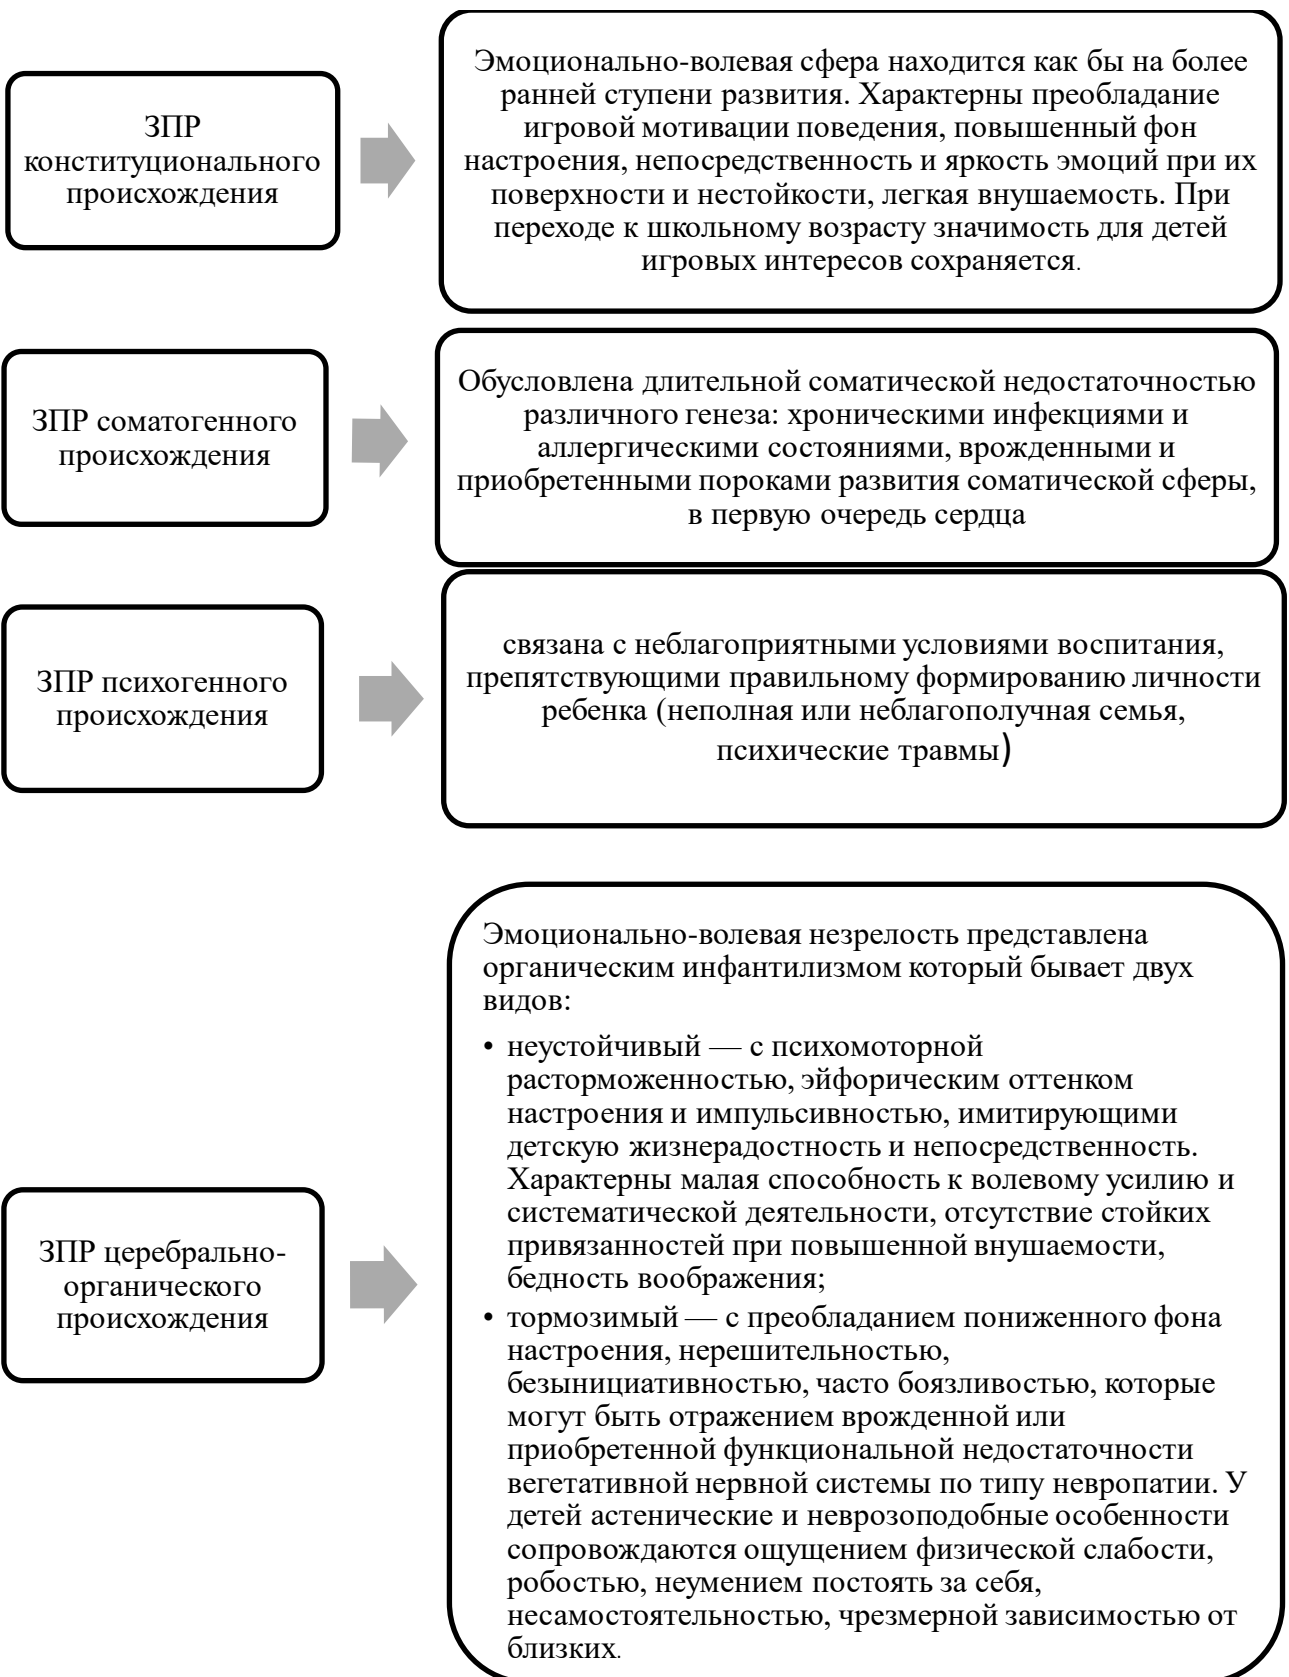 ЗПР
конституционального
происхождения
Эмоционально-волевая сфера находится как бы на более
ранней ступени развития. Характерны преобладание
игровой мотивации поведения, повышенный фон
настроения, непосредственность и яркость эмоций при их
поверхности и нестойкости, легкая внушаемость. При
переходе к школьному возрасту значимость для детей
игровых интересов сохраняется.
ЗПР соматогенного
происхождения
Обусловлена длительной соматической недостаточностью
различного генеза: хроническими инфекциями и
аллергическими состояниями, врожденными и
приобретенными пороками развития соматической сферы,
в первую очередь сердца
ЗПР психогенного
происхождения
связана с неблагоприятными условиями воспитания,
препятствующими правильному формированию личности
ребенка (неполная или неблагополучная семья,
психические травмы)
ЗПР церебрально-
органического
происхождения
Эмоционально-волевая незрелость представлена
органическим инфантилизмом который бывает двух
видов:
• неустойчивый — с психомоторной
расторможенностью, эйфорическим оттенком
настроения и импульсивностью, имитирующими
детскую жизнерадостность и непосредственность.
Характерны малая способность к волевому усилию и
систематической деятельности, отсутствие стойких
привязанностей при повышенной внушаемости,
бедность воображения;
• тормозимый — с преобладанием пониженного фона
настроения, нерешительностью,
безынициативностью, часто боязливостью, которые
могут быть отражением врожденной или
приобретенной функциональной недостаточности
вегетативной нервной системы по типу невропатии. У
детей астенические и неврозоподобные особенности
сопровождаются ощущением физической слабости,
робостью, неумением постоять за себя,
несамостоятельностью, чрезмерной зависимостью от
близких.